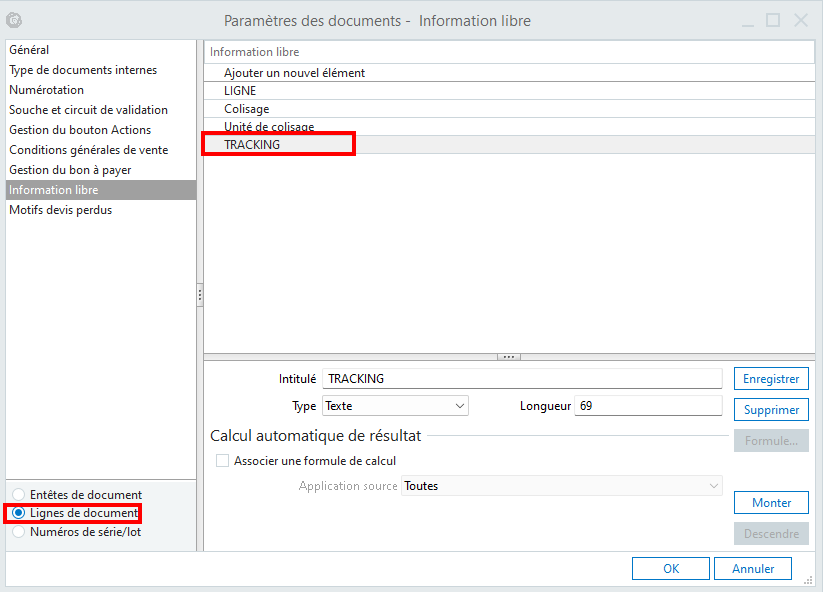 Paramètres des documents - Information libre
Général
Type de documents internes
Numérotation
Souche et circuit de validation
Gestion du bouton Actions
Conditions générales de vente
Gestion du bon à payer
Information libre
Motifs devis perdus
Entêtes de document
Lignes de document
Numéros de série/lot
Information libre
Ajouter un nouvel élément
LIGNE
Colisage
Unité de colisage
TRACKING
Intitulé TRACKING
Type Texte Longueur 69
Calcul automatique de résultat
Associer une formule de calcul
Application source Toutes
Enregistrer
Supprimer
Formule...
Monter
Descendre
OK Annuler